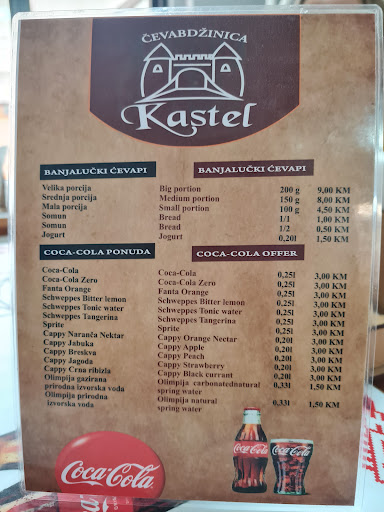 ČEVABDŽINICA
Kastel
BANJALUČKI ĆEVAPI BANJALUČKI ĆEVAPI
Velika porcija Big portion 200 g 9,00 KM
Srednja porcija Medium portion 150 g 8,00 KM
Mala porcija Small portion 100 g 4,50 KM
Somun Bread 1/1 1,00 KM
Somun Bread 1/2 0,50 KM
Jogurt Jogurt 0,20l 1,50 KM
COCA-COLA PONUDA COCA-COLA OFFER
Coca-Cola Coca-Cola 0,25l 3,00 KM
Coca-Cola Zero Coca-Cola Zero 0,25l 3,00 KM
Fanta Orange Fanta Orange 0,25l 3,00 KM
Schweppes Bitter lemon Schweppes Bitter lemon 0,25l 3,00 KM
Schweppes Tonic water Schweppes Tonic water 0,25l 3,00 KM
Schweppes Tangerina Schweppes Tangerina 0,25l 3,00 KM
Sprite Sprite 0,25l 3,00 KM
Cappy Naranča Nektar Cappy Orange Nectar 0,20l 3,00 KM
Cappy Jabuka Cappy Apple 0,20l 3,00 KM
Cappy Breskva Cappy Peach 0,20l 3,00 KM
Cappy Jagoda Cappy Strawberry 0,20l 3,00 KM
Cappy Crna ribizla Cappy Black currant 0,20l 3,00 KM
Olimpija gazirana Olimpija carbonatednatural 0,33l 1,50 KM
prirodna izvorska voda spring water
Olimpija prirodna Olimpija natural 0,33l 1,50 KM
izvorska voda spring water
Coca-Cola
Coca-Cola
Coca-Cola